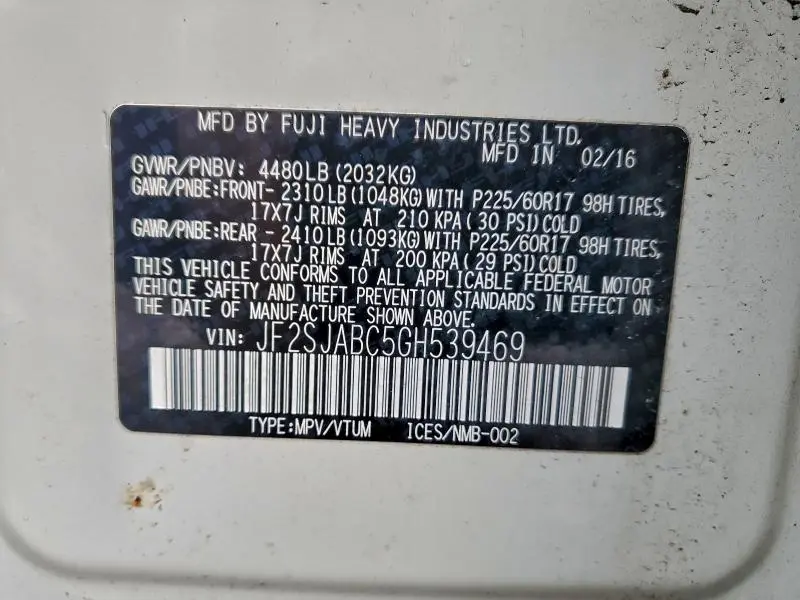 MFD BY FUJI HEAVY INDUSTRIES LTD.
MFD IN 02/16
GVWR/PNBV: 4480LB(2032KG)
GAWR/PNBE:FRONT-2310LB(1048KG)WITH P225/60R17 98H TIRES,
17X7J RIMS AT 210 KPA(30 PSI)COLD
GAWR/PNBE:REAR -2410LB(1093KG)WITH P225/60R17 98H TIRES,
17X7J RIMS AT 200 KPA(29 PSI)COLD
THIS VEHICLE CONFORMS TO ALL APPLICABLE FEDERAL MOTOR
VEHICLE SAFETY AND THEFT PREVENTION STANDARDS IN EFFECT ON
THE DATE OF MANUFACTURE SHOWN ABOVE.
VIN: JF2SJABC5GH539469
TYPE:MPV/VTUM ICES/NMB-002